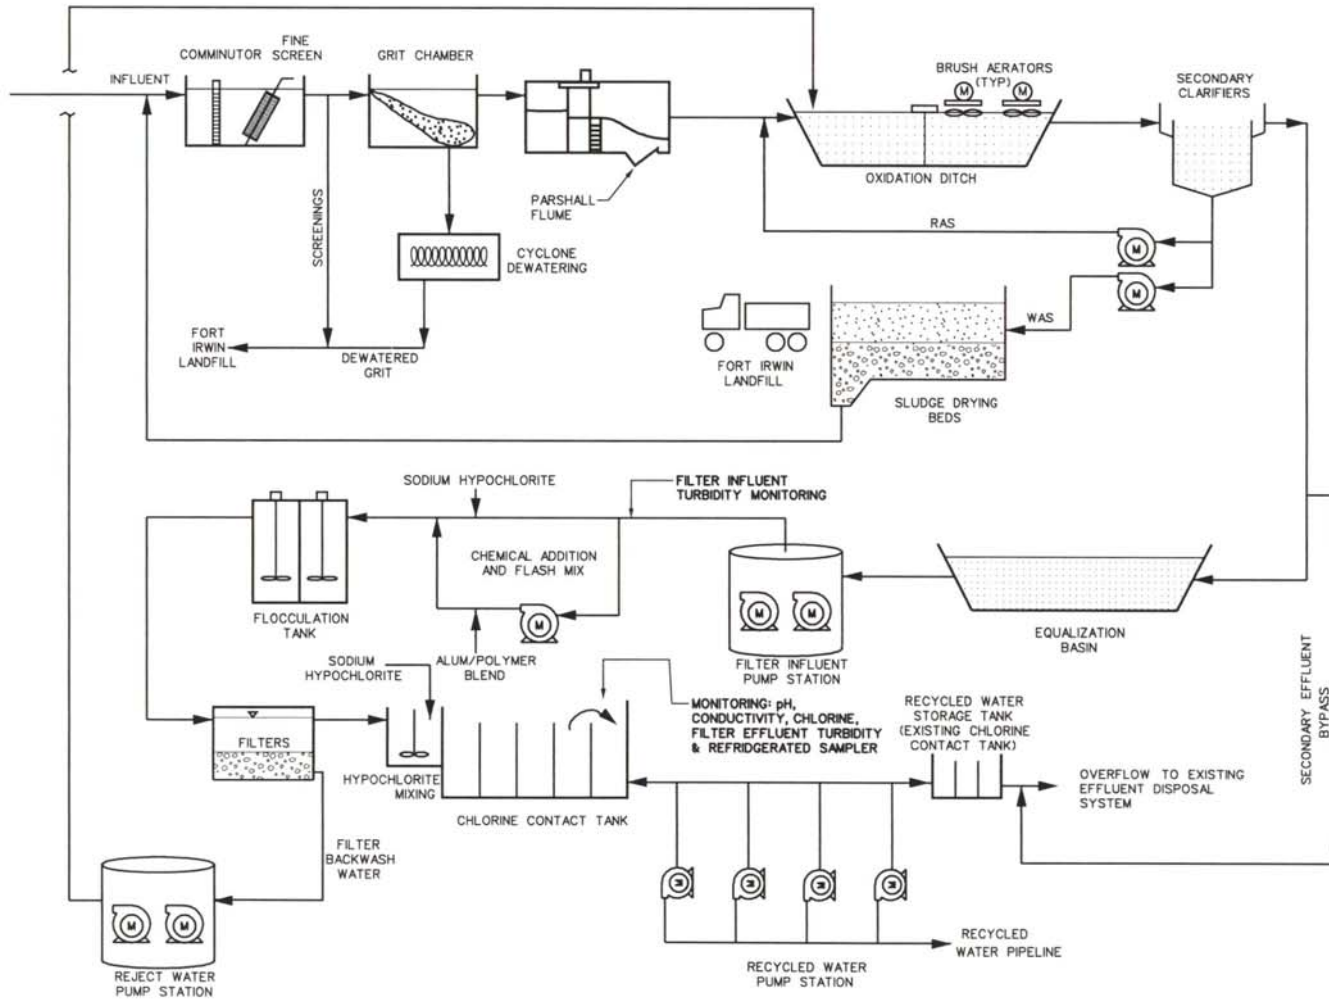 COMMINUTOR
FINE
SCREEN
GRIT CHAMBER
INFLUENT
BRUSH AERATORS
(TYP)
M
M
SECONDARY
CLARIFIERS
PARSHALL
FLUME
OXIDATION DITCH
SCREENINGS
RAS
M
CYCLONE
DEWATERING
M
WAS
FORT
IRWIN
LANDFILL
DEWATERED
GRIT
FORT IRWIN
LANDFILL
SLUDGE DRYING
BEDS
SODIUM HYPOCHLORITE
FILTER INFLUENT
TURBIDITY MONITORING
CHEMICAL ADDITION
AND FLASH MIX
M
M
M
FLOCCULATION
TANK
ALUM/POLYMER
BLEND
FILTER INFLUENT
PUMP STATION
EQUALIZATION
BASIN
SECONDARY EFFLUENT
BYPASS
SODIUM
HYPOCHLORITE
MONITORING: pH,
CONDUCTIVITY, CHLORINE,
FILTER EFFLUENT TURBIDITY
& REFRIDGERATED SAMPLER
RECYCLED WATER
STORAGE TANK
(EXISTING CHLORINE
CONTACT TANK)
FILTERS
HYPOCHLORITE
MIXING
CHLORINE CONTACT TANK
OVERFLOW TO EXISTING
EFFLUENT DISPOSAL
SYSTEM
FILTER
BACKWASH
WATER
M
M
M
M
M
M
RECYCLED
WATER PIPELINE
REJECT WATER
PUMP STATION
RECYCLED WATER
PUMP STATION